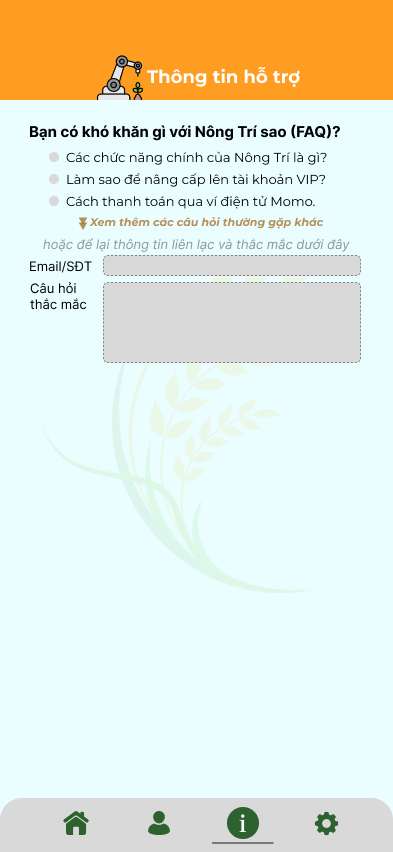 Thông tin hỗ trợ
Bạn có khó khăn gì với Nông Trí sao (FAQ)?
Các chức năng chính của Nông Trí là gì?
Làm sao để nâng cấp lên tài khoản VIP?
Cách thanh toán qua ví điện tử Momo.
Xem thêm các câu hỏi thường gặp khác
hoặc để lại thông tin liên lạc và thắc mắc dưới đây
Email/SĐT
Câu hỏi
thắc mắc
i